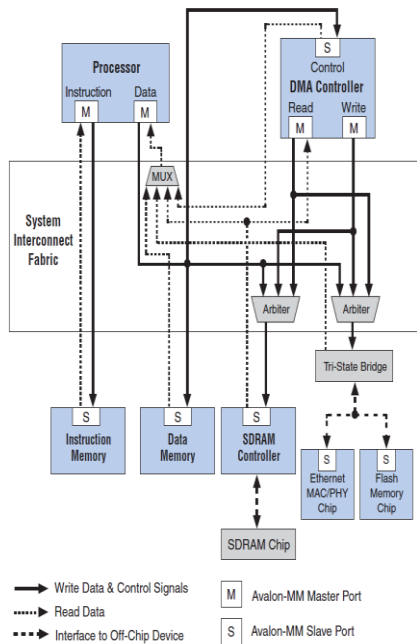 S
Control
DMA Controller
Read Write
M M
Processor
Instruction Data
M M
MUX
System
Interconnect
Fabric
Arbiter Arbiter
Tri-State Bridge
S
Instruction
Memory
S
Data
Memory
S
SDRAM
Controller
S
Ethernet
MAC/PHY
Chip
S
Flash
Memory
Chip
SDRAM Chip
Write Data & Control Signals
Read Data
Interface to Off-Chip Device
M Avalon-MM Master Port
S Avalon-MM Slave Port